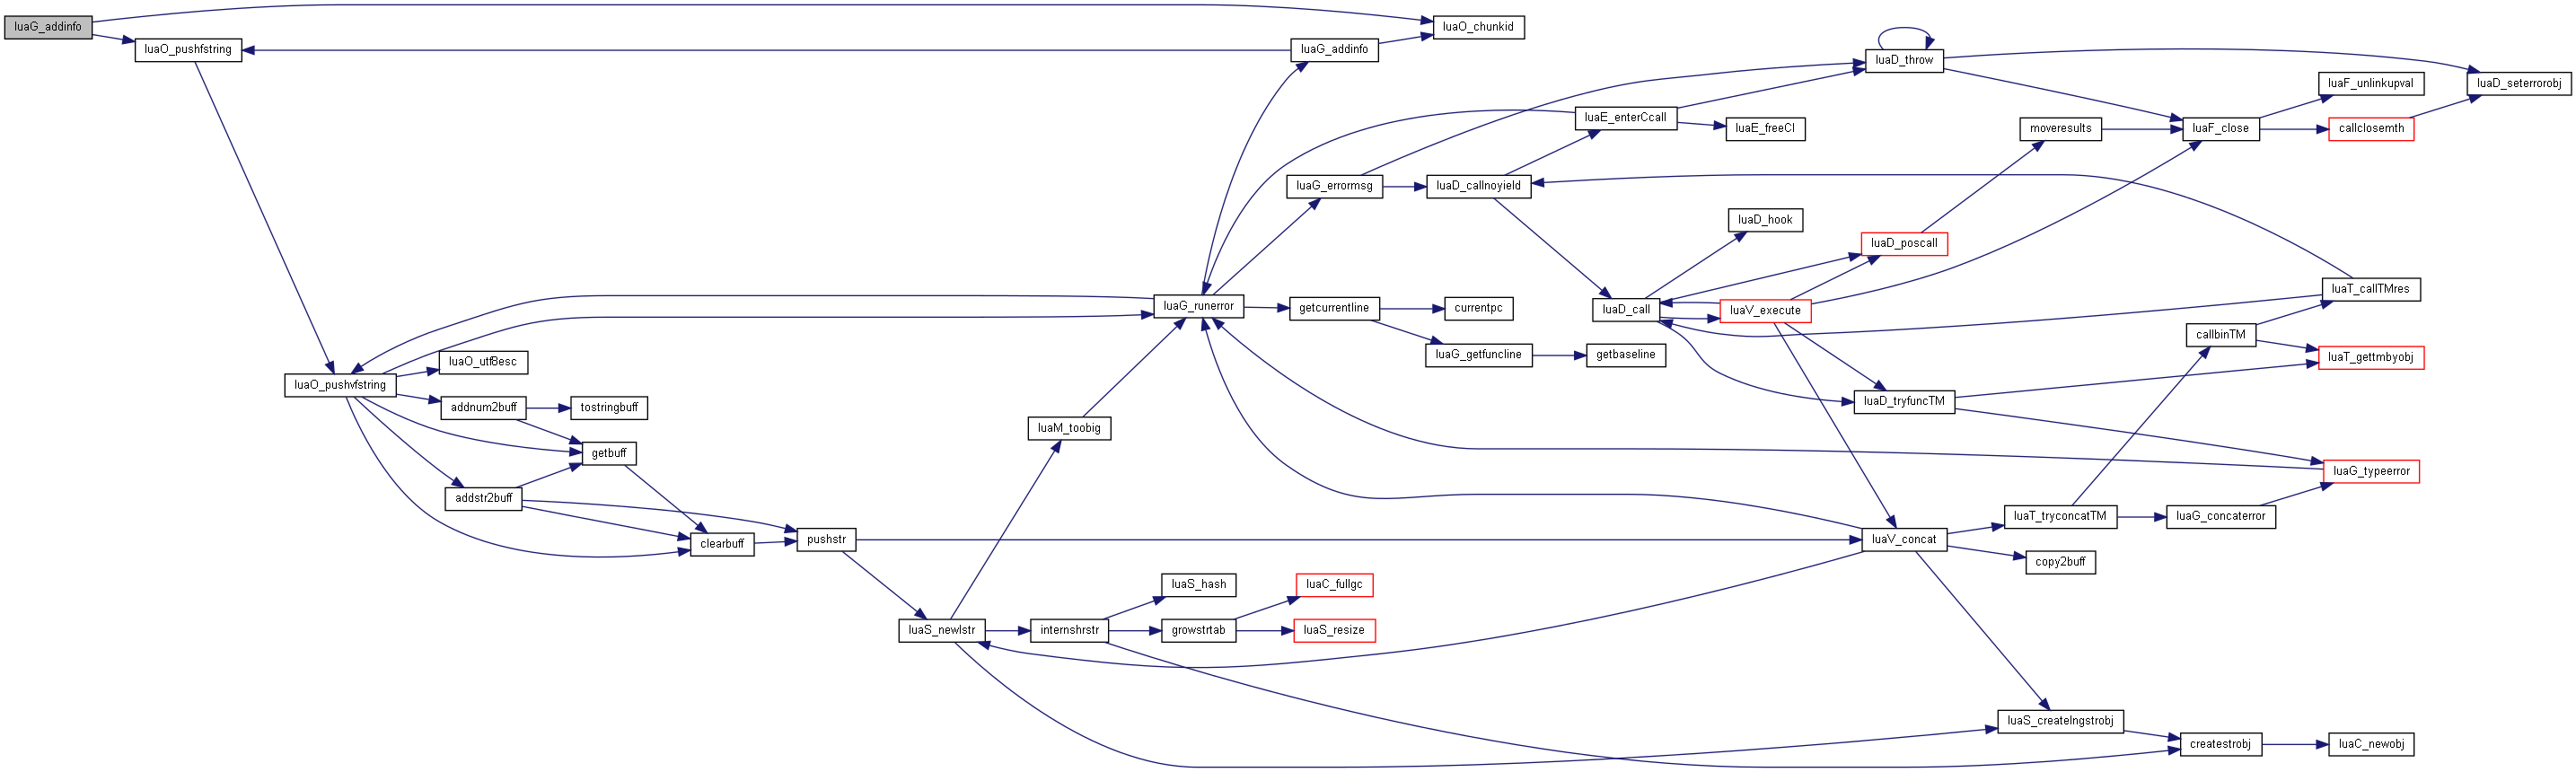 luaG_addinfo
luaO_chunkid
luaO_pushfstring
luaG_addinfo
luaD_throw
luaF_unlinkupval
luaD_seterrorobj
luaE_enterCcall
luaE_freeCI
moveresults
luaF_close
callclosemth
luaG_errormsg
luaD_callnoyield
luaD_hook
luaD_poscall
luaT_callTMres
luaG_runerror
getcurrentline
currentpc
luaD_call
luaV_execute
callbinTM
luaO_utf8esc
luaG_getfuncline
getbaseline
luaT_gettmbyobj
luaO_pushvfstring
addnum2buff
tostringbuff
luaD_tryfuncTM
luaM_toobig
getbuff
luaG_typeerror
addstr2buff
luaT_tryconcatTM
luaG_concaterror
clearbuff
pushstr
luaV_concat
copy2buff
luaS_hash
luaC_fullgc
luaS_newlstr
internshrstr
growstrtab
luaS_resize
luaS_createlngstrobj
createstrobj
luaC_newobj